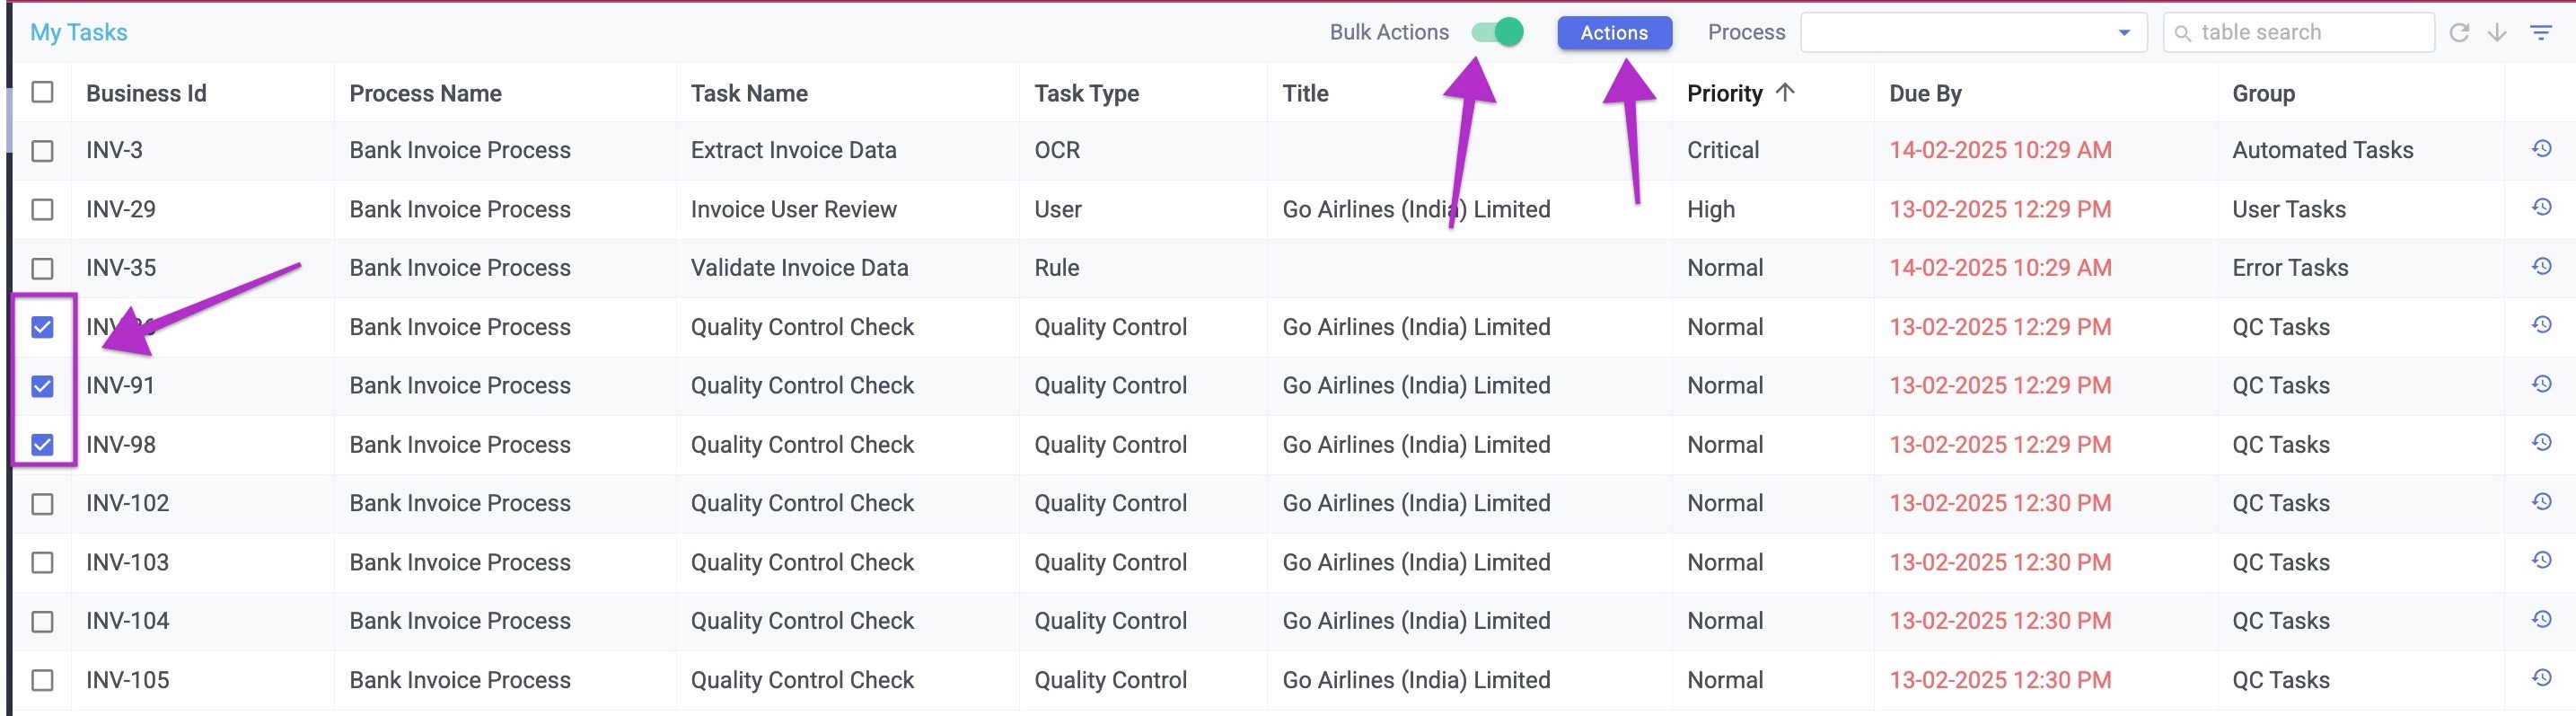 My Tasks Bulk Actions Actions Process table search
Business Id Process Name Task Name Task Type Title Priority Due By Group
INV-3 Bank Invoice Process Extract Invoice Data OCR Critical 14-02-2025 10:29 AM Automated Tasks
INV-29 Bank Invoice Process Invoice User Review User Go Airlines (India) Limited High 13-02-2025 12:29 PM User Tasks
INV-35 Bank Invoice Process Validate Invoice Data Rule Normal 14-02-2025 10:29 AM Error Tasks
Bank Invoice Process Quality Control Check Quality Control Go Airlines (India) Limited Normal 13-02-2025 12:29 PM QC Tasks
INV-91 Bank Invoice Process Quality Control Check Quality Control Go Airlines (India) Limited Normal 13-02-2025 12:29 PM QC Tasks
INV-98 Bank Invoice Process Quality Control Check Quality Control Go Airlines (India) Limited Normal 13-02-2025 12:29 PM QC Tasks
INV-102 Bank Invoice Process Quality Control Check Quality Control Go Airlines (India) Limited Normal 13-02-2025 12:30 PM QC Tasks
INV-103 Bank Invoice Process Quality Control Check Quality Control Go Airlines (India) Limited Normal 13-02-2025 12:30 PM QC Tasks
INV-104 Bank Invoice Process Quality Control Check Quality Control Go Airlines (India) Limited Normal 13-02-2025 12:30 PM QC Tasks
INV-105 Bank Invoice Process Quality Control Check Quality Control Go Airlines (India) Limited Normal 13-02-2025 12:30 PM QC Tasks